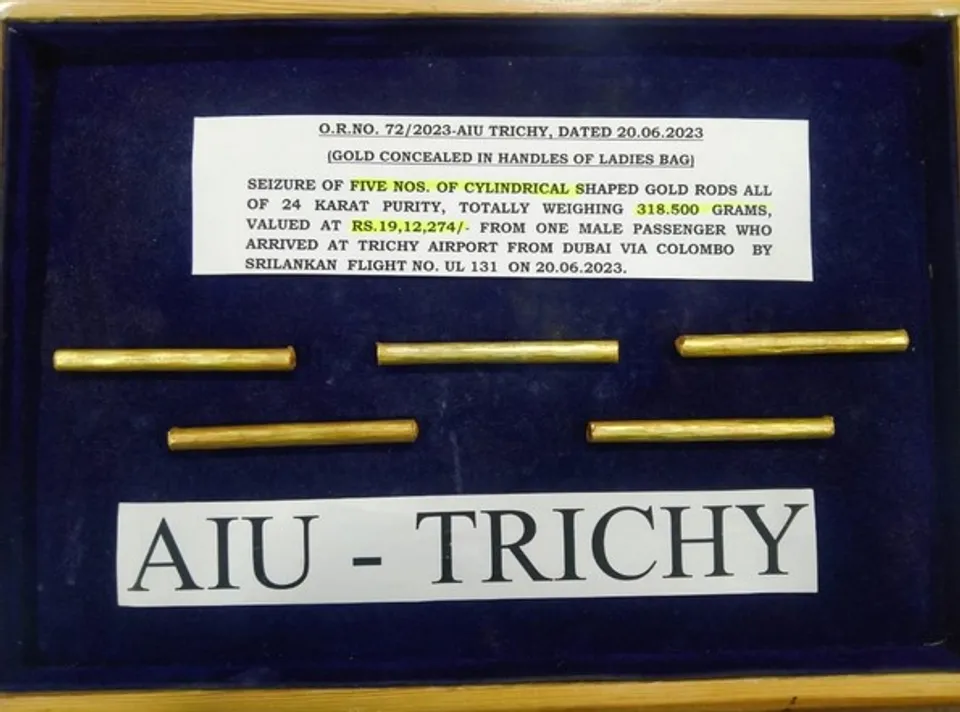 O.R.NO. 72/2023-AIU TRICHY, DATED 20.06.2023
(GOLD CONCEALED IN HANDLES OF LADIES BAG)
SEIZURE OF FIVE NOS. OF CYLINDRICAL SHAPED GOLD RODS ALL
OF 24 KARAT PURITY, TOTALLY WEIGHING 318.500 GRAMS,
VALUED AT RS.19,12,274/- FROM ONE MALE PASSENGER WHO
ARRIVED AT TRICHY AIRPORT FROM DUBAI VIA COLOMBO BY
SRILANKAN FLIGHT NO. UL 131 ON 20.06.2023.
AIU - TRICHY